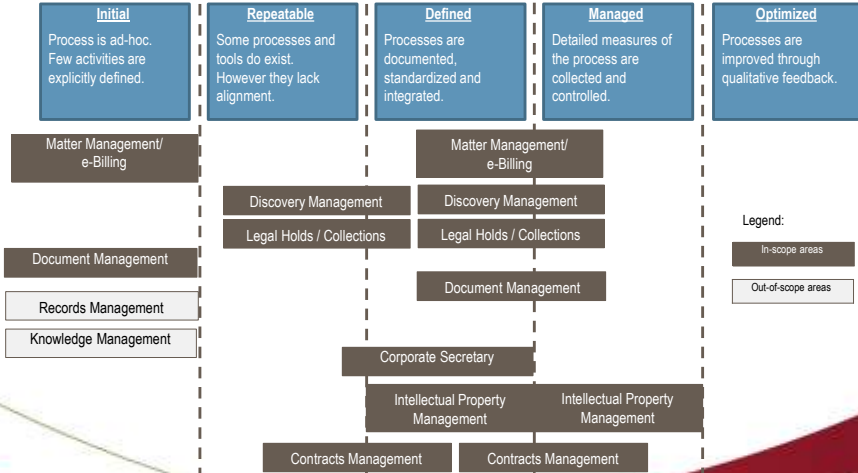 Initial
Process is ad-hoc.
Few activities are
explicitly defined.
Repeatable
Some processes and
tools do exist.
However they lack
alignment.
Defined
Processes are
documented,
standardized and
integrated.
Managed
Detailed measures of
the process are
collected and
controlled.
Optimized
Processes are
improved through
qualitative feedback.
Matter Management/
e-Billing
Matter Management/
e-Billing
Discovery Management
Discovery Management
Legal Holds / Collections
Legal Holds / Collections
Legend:
In-scope areas
Out-of-scope areas
Document Management
Document Management
Records Management
Knowledge Management
Corporate Secretary
Intellectual Property
Management
Intellectual Property
Management
Contracts Management
Contracts Management